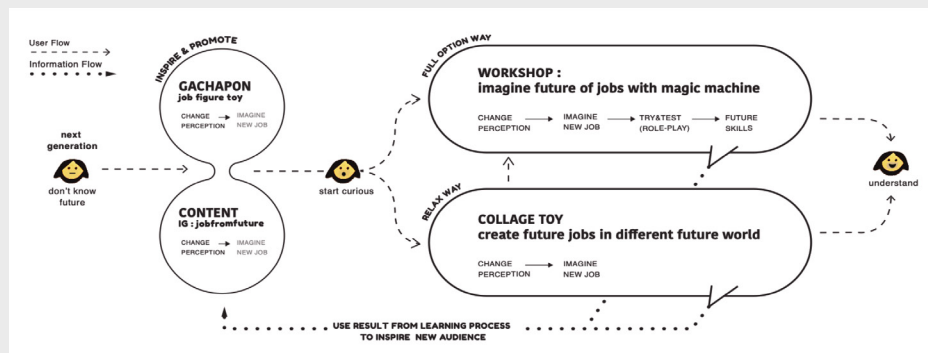 User Flow
Information Flow
next
generation
don't know
future
INSPIRE & PROMOTE
GACHAPON
job figure toy
CHANGE
PERCEPTION
IMAGINE
NEW JOB
CONTENT
IG : jobfromfuture
CHANGE
PERCEPTION
IMAGINE
NEW JOB
start curious
FULL OPTION WAY
WORKSHOP :
imagine future of jobs with magic machine
CHANGE
PERCEPTION
IMAGINE
NEW JOB
TRY&TEST
(ROLE-PLAY)
FUTURE
SKILLS
RELAX WAY
COLLAGE TOY
create future jobs in different future world
CHANGE
PERCEPTION
IMAGINE
NEW JOB
understand
USE RESULT FROM LEARNING PROCESS
TO INSPIRE NEW AUDIENCE